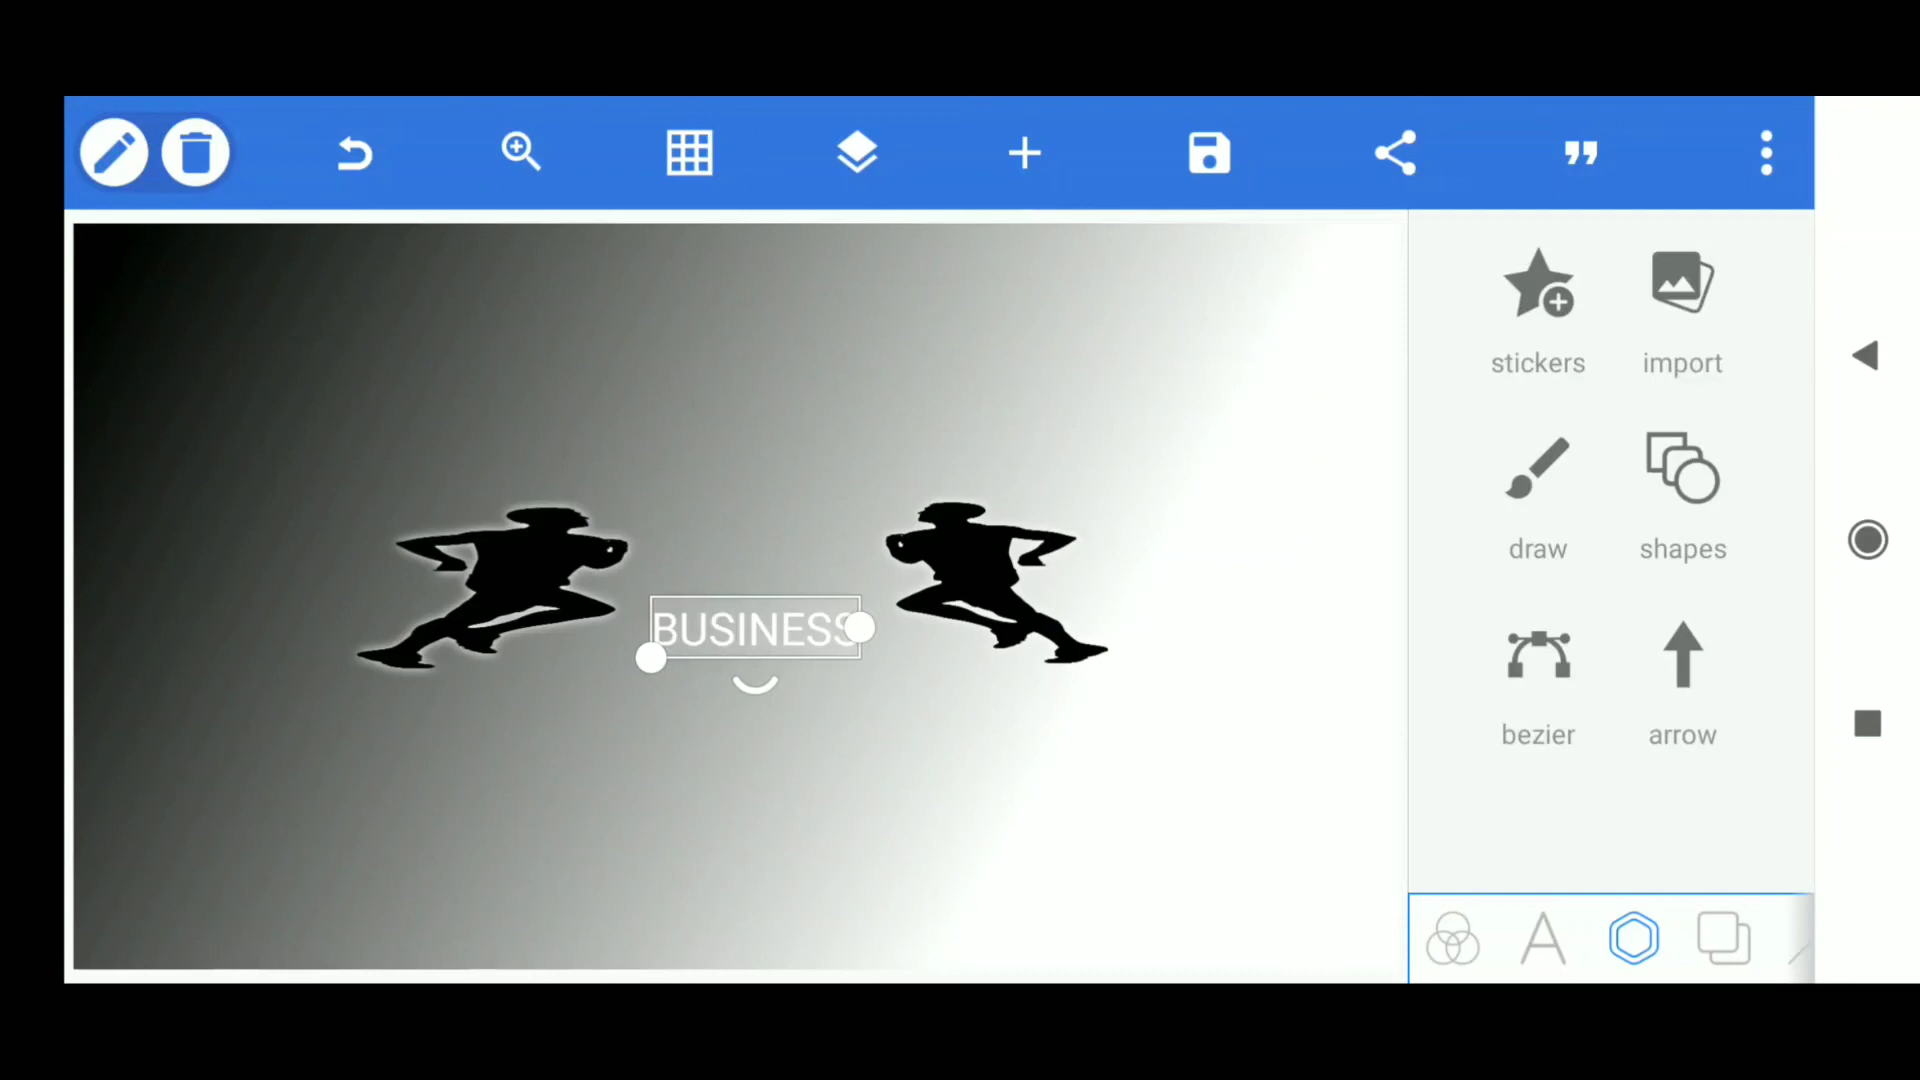 stickers
import
BUSINESS
draw
shapes
bezier
arrow